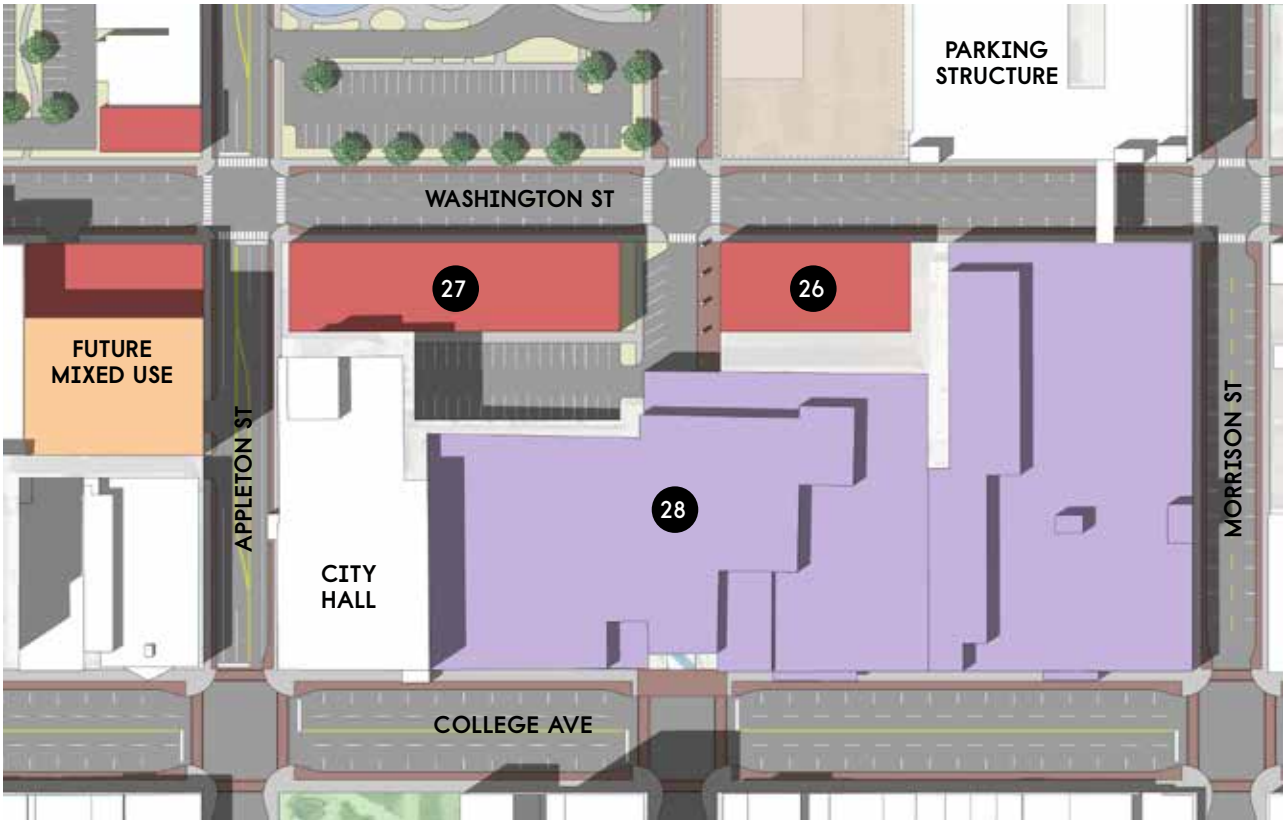 PARKING
STRUCTURE
WASHINGTON ST
27
26
FUTURE
MIXED USE
APPLETON ST
MORRISON ST
28
CITY
HALL
COLLEGE AVE